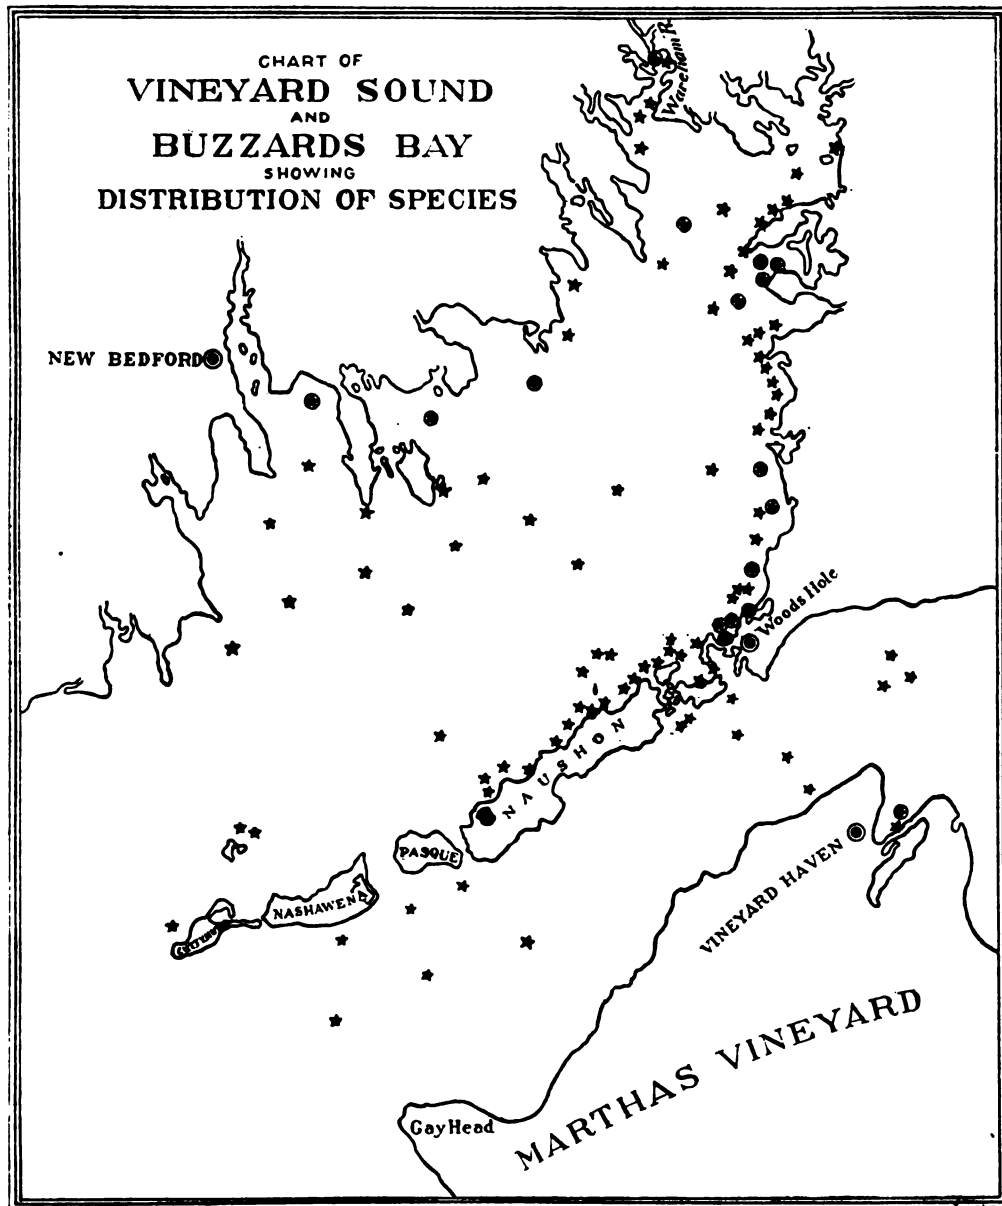 CHART OF
VINEYARD SOUND
AND
BUZZARDS BAY
SHOWING
DISTRIBUTION OF SPECIES
Wareham R
NEW BEDFORD
Woods Hole
NAUSHON
PASQUE
NASHAWENA
VINEYARD HAVEN
MARTHAS VINEYARD
Gay Head